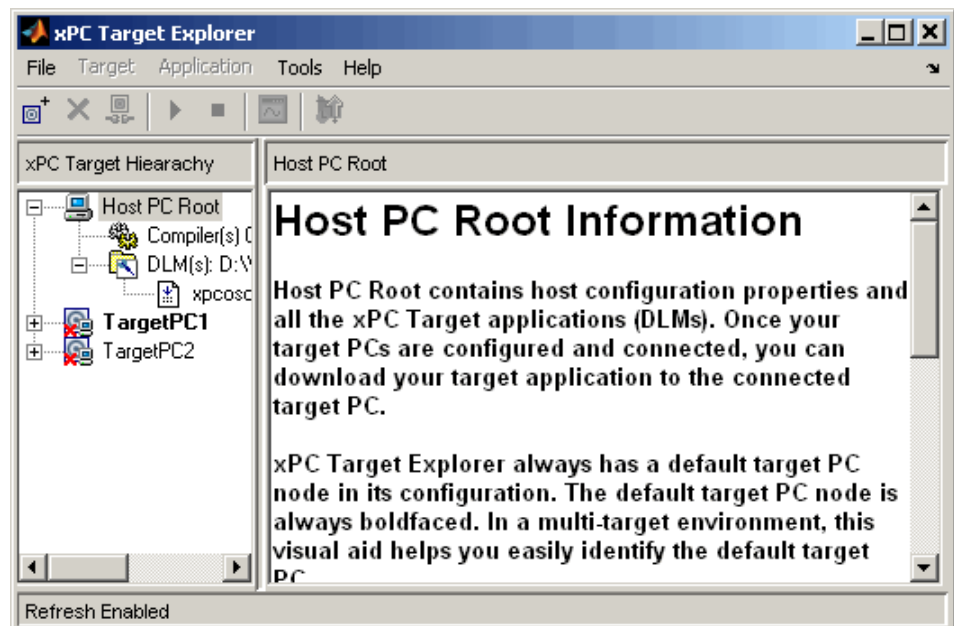 xPC Target Explorer
File Target Application Tools Help
xPC Target Hiearachy
Host PC Root
Host PC Root
Compiler(s) C
DLM(s): D:\
xpcosc
TargetPC1
TargetPC2
Host PC Root Information
Host PC Root contains host configuration properties and
all the xPC Target applications (DLMs). Once your
target PCs are configured and connected, you can
download your target application to the connected
target PC.
xPC Target Explorer always has a default target PC
node in its configuration. The default target PC node is
always boldfaced. In a multi-target environment, this
visual aid helps you easily identify the default target
PC
Refresh Enabled